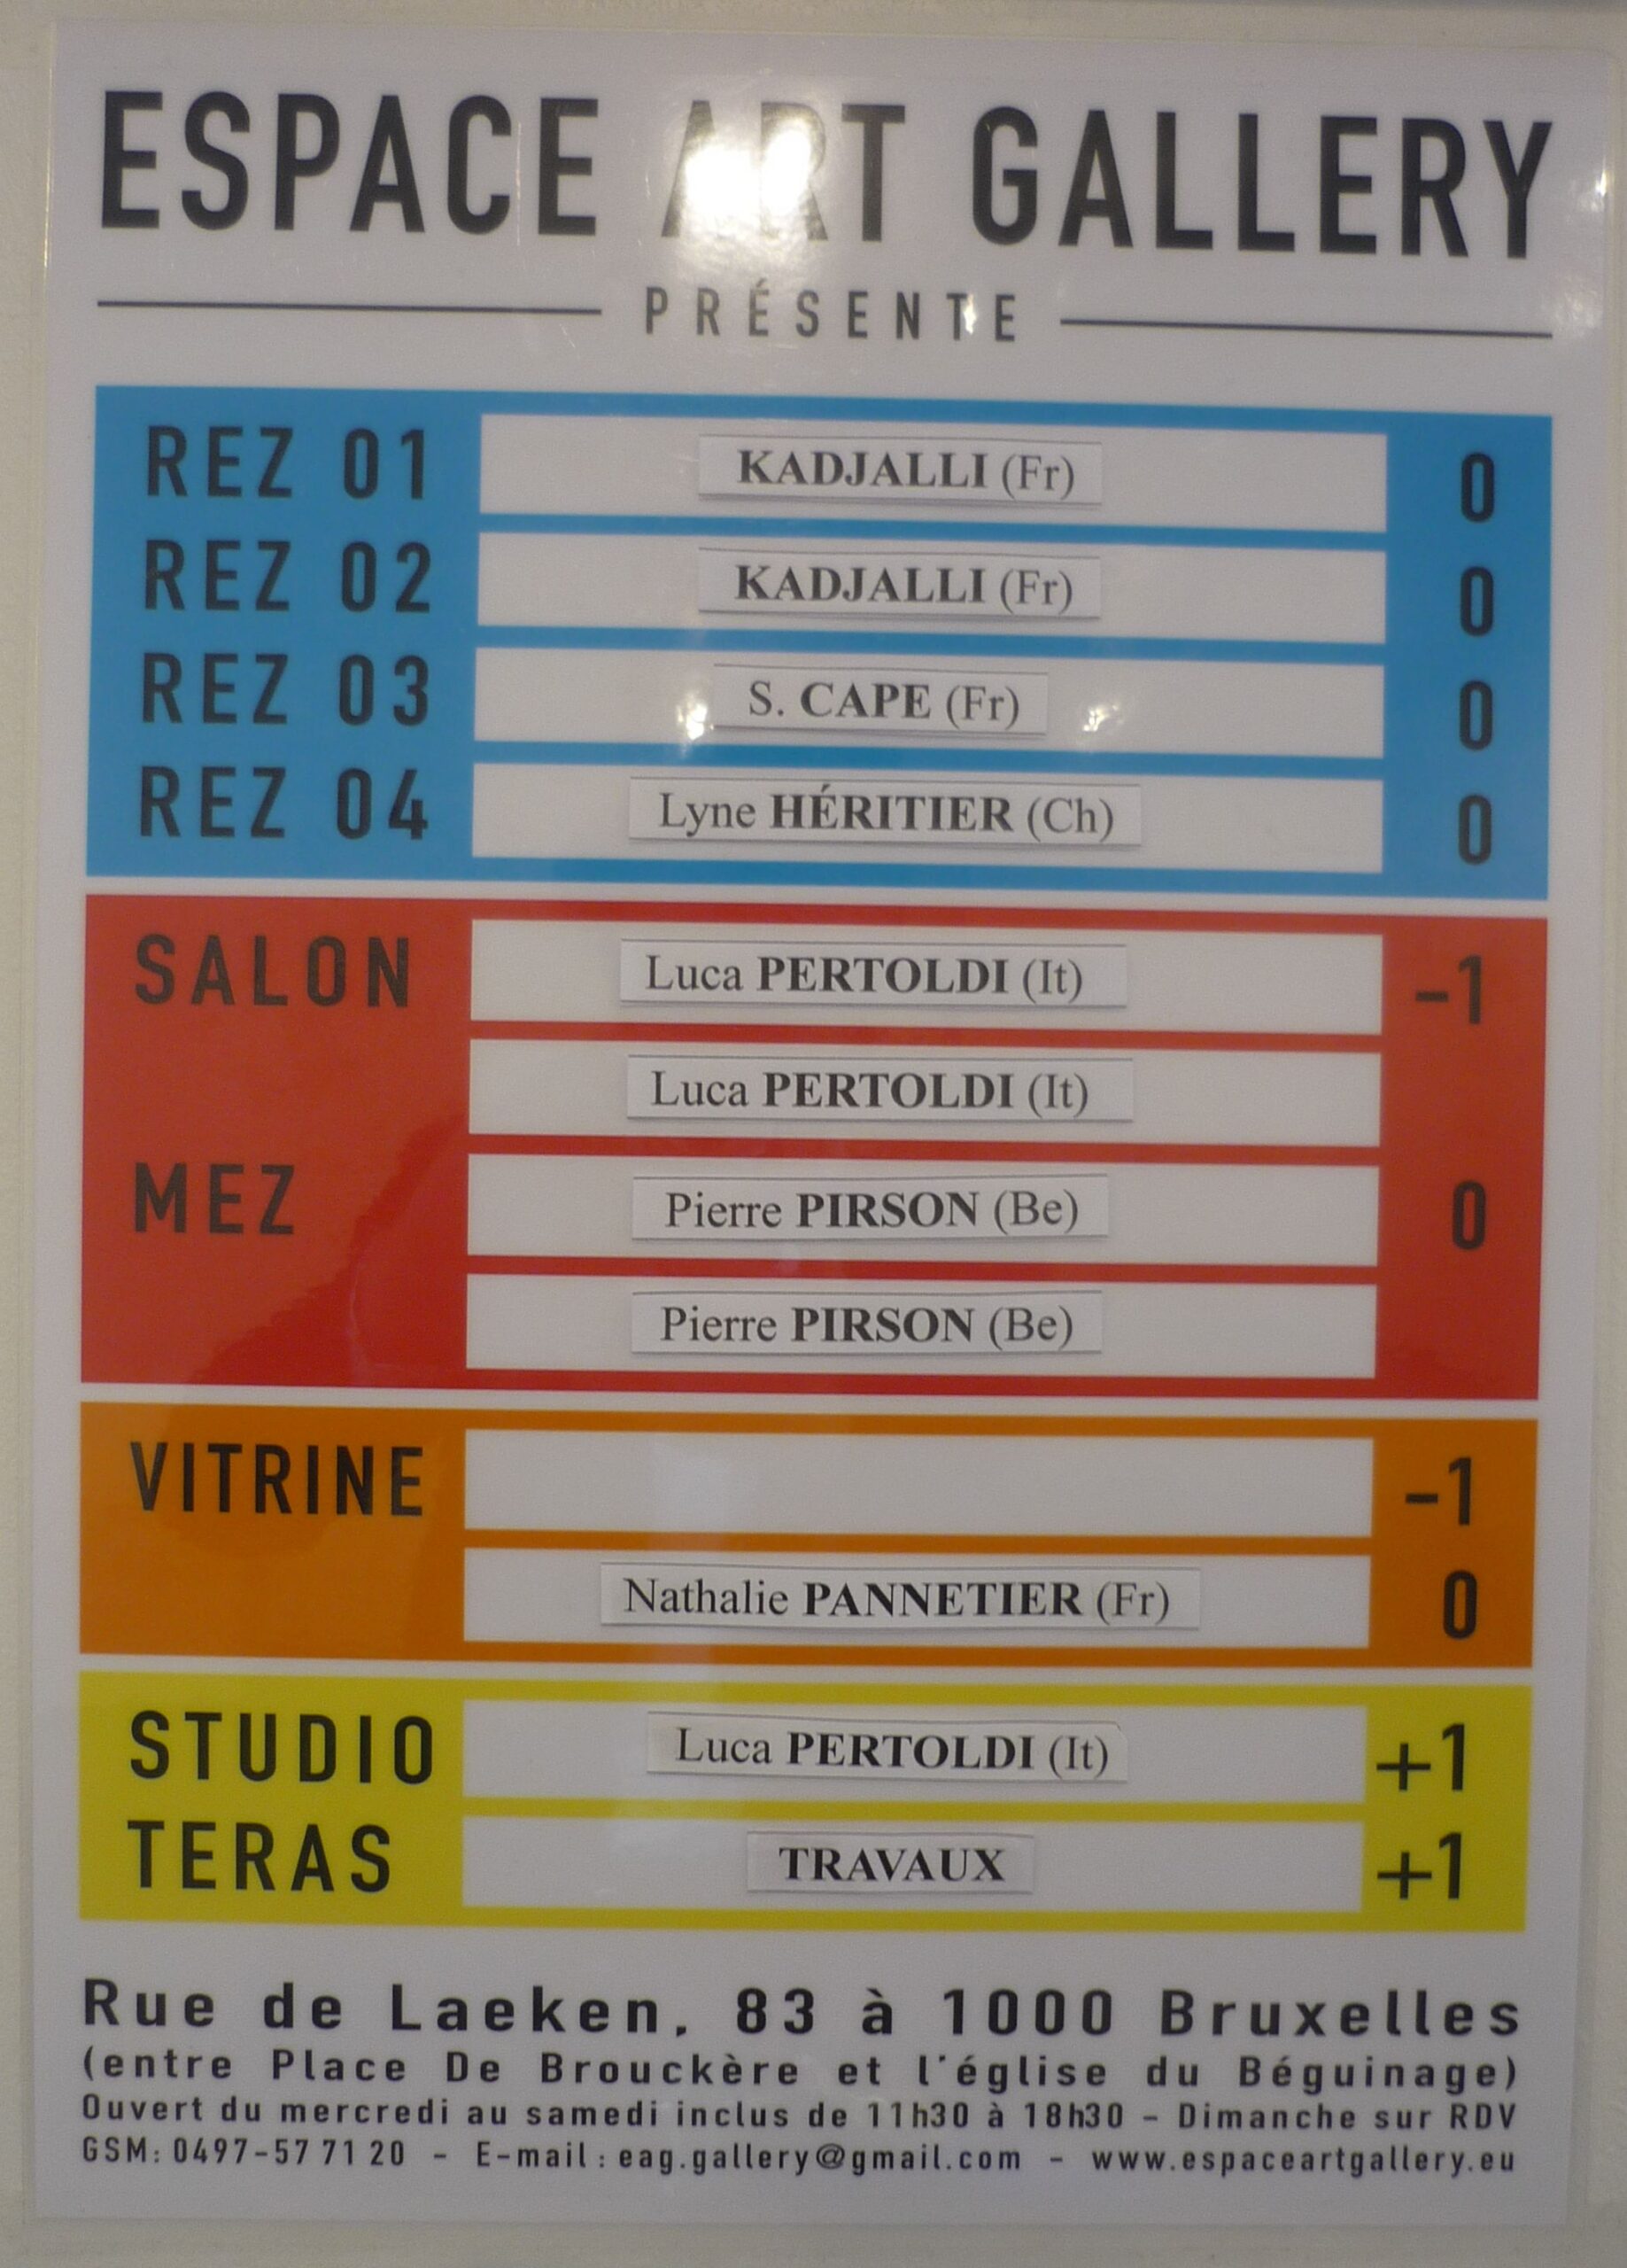 ESPACE ART GALLERY
PRÉSENTE
REZ 01 KADJALLI (Fr) 0
REZ 02 KADJALLI (Fr) 0
REZ 03 S. CAPE (Fr) 0
REZ 04 Lyne HÉRITIER (Ch) 0
SALON Luca PERTOLDI (It) -1
Luca PERTOLDI (It)
MEZ Pierre PIRSON (Be) 0
Pierre PIRSON (Be)
VITRINE -1
Nathalie PANNETIER (Fr) 0
STUDIO Luca PERTOLDI (It) +1
TERAS TRAVAUX +1
Rue de Laeken, 83 à 1000 Bruxelles
(entre Place De Brouckère et l'église du Béguinage)
Ouvert du mercredi au samedi inclus de 11h30 à 18h30 - Dimanche sur RDV
GSM: 0497-57 71 20 - E-mail : eag.gallery@gmail.com - www.espaceartgallery.eu